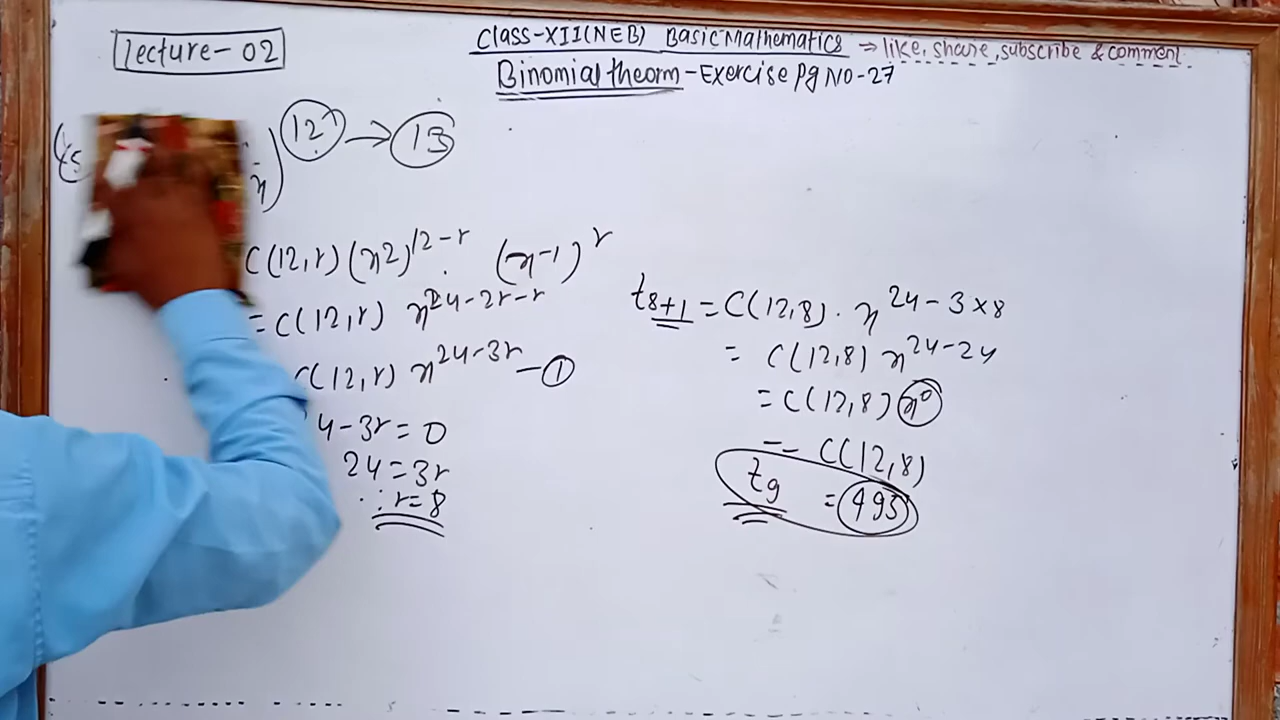 Lecture-02
Class-XII(NEB) Basic Mathematics ⇒ like, share, subscribe & comment
Binomial theorm - Exercise Pg NO-27
x)^12 → 13
C(12,r)(x2)^12-r . (x^-1)^r
= C(12,r) x^24-2r-r
C(12,r) x^24-3r - ①
4-3r = 0
24 = 3r
∴ r = 8
t8+1 = C(12,8) . x^24-3×8
= C(12,8) x^24-24
= C(12,8) x^0
= = C(12,8)
t9 = 495